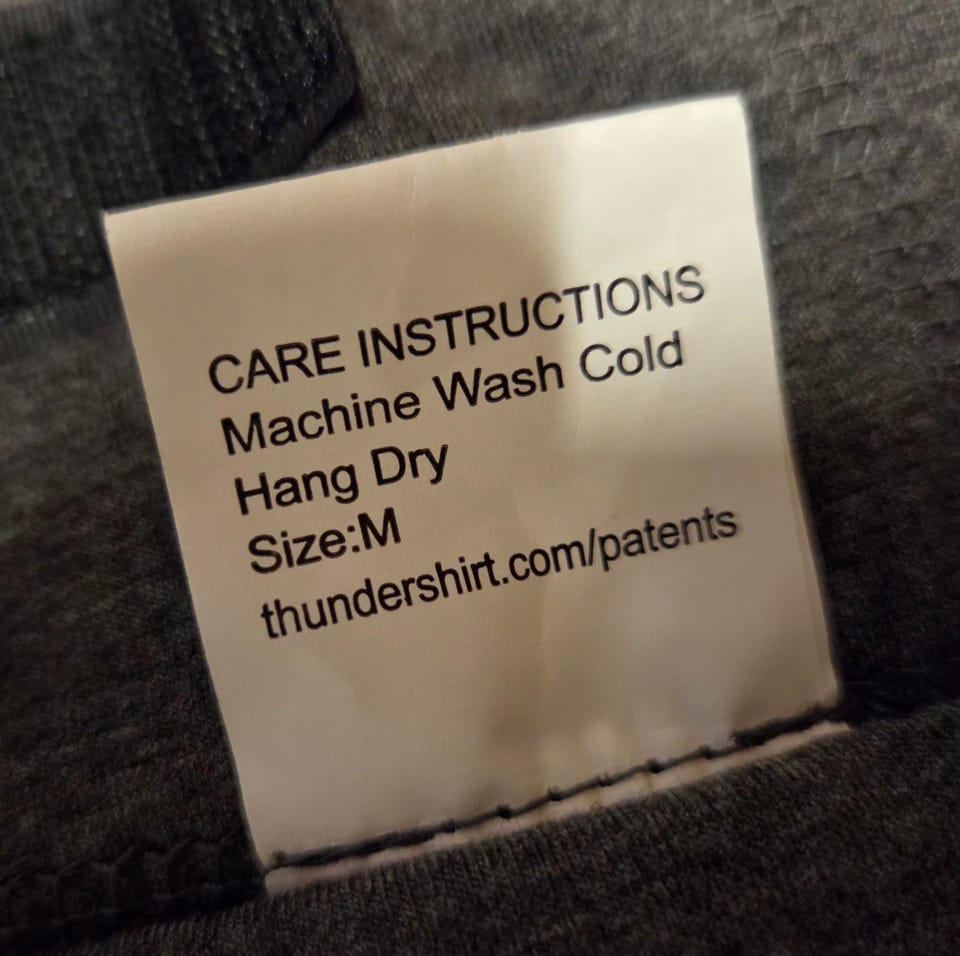 CARE INSTRUCTIONS
Machine Wash Cold
Hang Dry
Size:M
thundershirt.com/patents